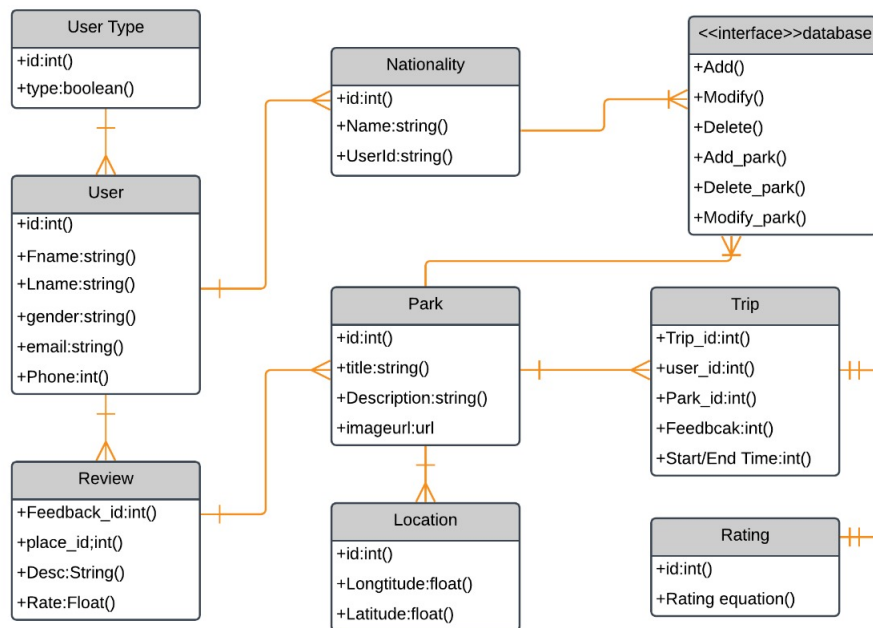 User Type
+id:int()
+type:boolean()
Nationality
+id:int()
+Name:string()
+UserId:string()
<<interface>>database
+Add()
+Modify()
+Delete()
+Add_park()
+Delete_park()
+Modify_park()
User
+id:int()
+Fname:string()
+Lname:string()
+gender:string()
+email:string()
+Phone:int()
Park
+id:int()
+title:string()
+Description:string()
+imageurl:url
Trip
+Trip_id:int()
+user_id:int()
+Park_id:int()
+Feedbcak:int()
+Start/End Time:int()
Review
+Feedback_id:int()
+place_id;int()
+Desc:String()
+Rate:Float()
Location
+id:int()
+Longtitude:float()
+Latitude:float()
Rating
+id:int()
+Rating equation()